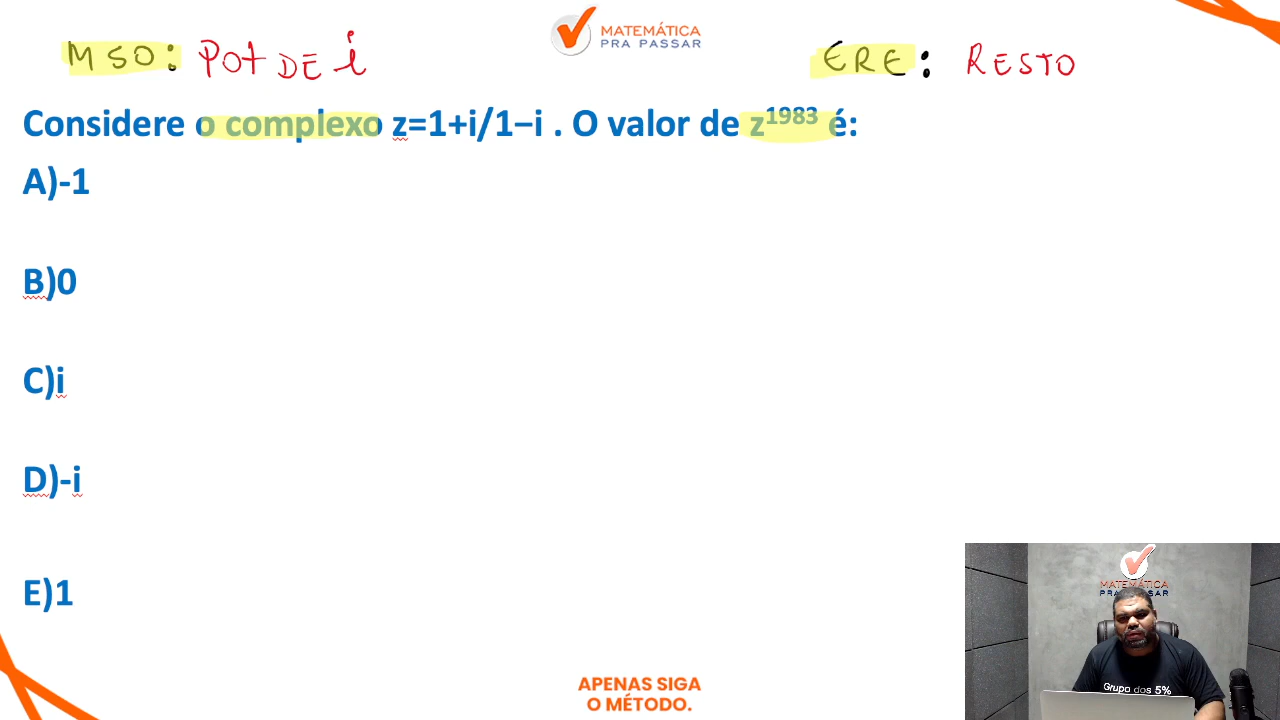 MATEMÁTICA
PRA PASSAR
MSO: POT DE i
ERE: RESTO
Considere o complexo z=1+i/1−i . O valor de z¹⁹⁸³ é:
A)-1
B)0
C)i
D)-i
E)1
MATEMÁTICA
PRA PASSAR
Grupo dos 5%
APENAS SIGA
O MÉTODO.